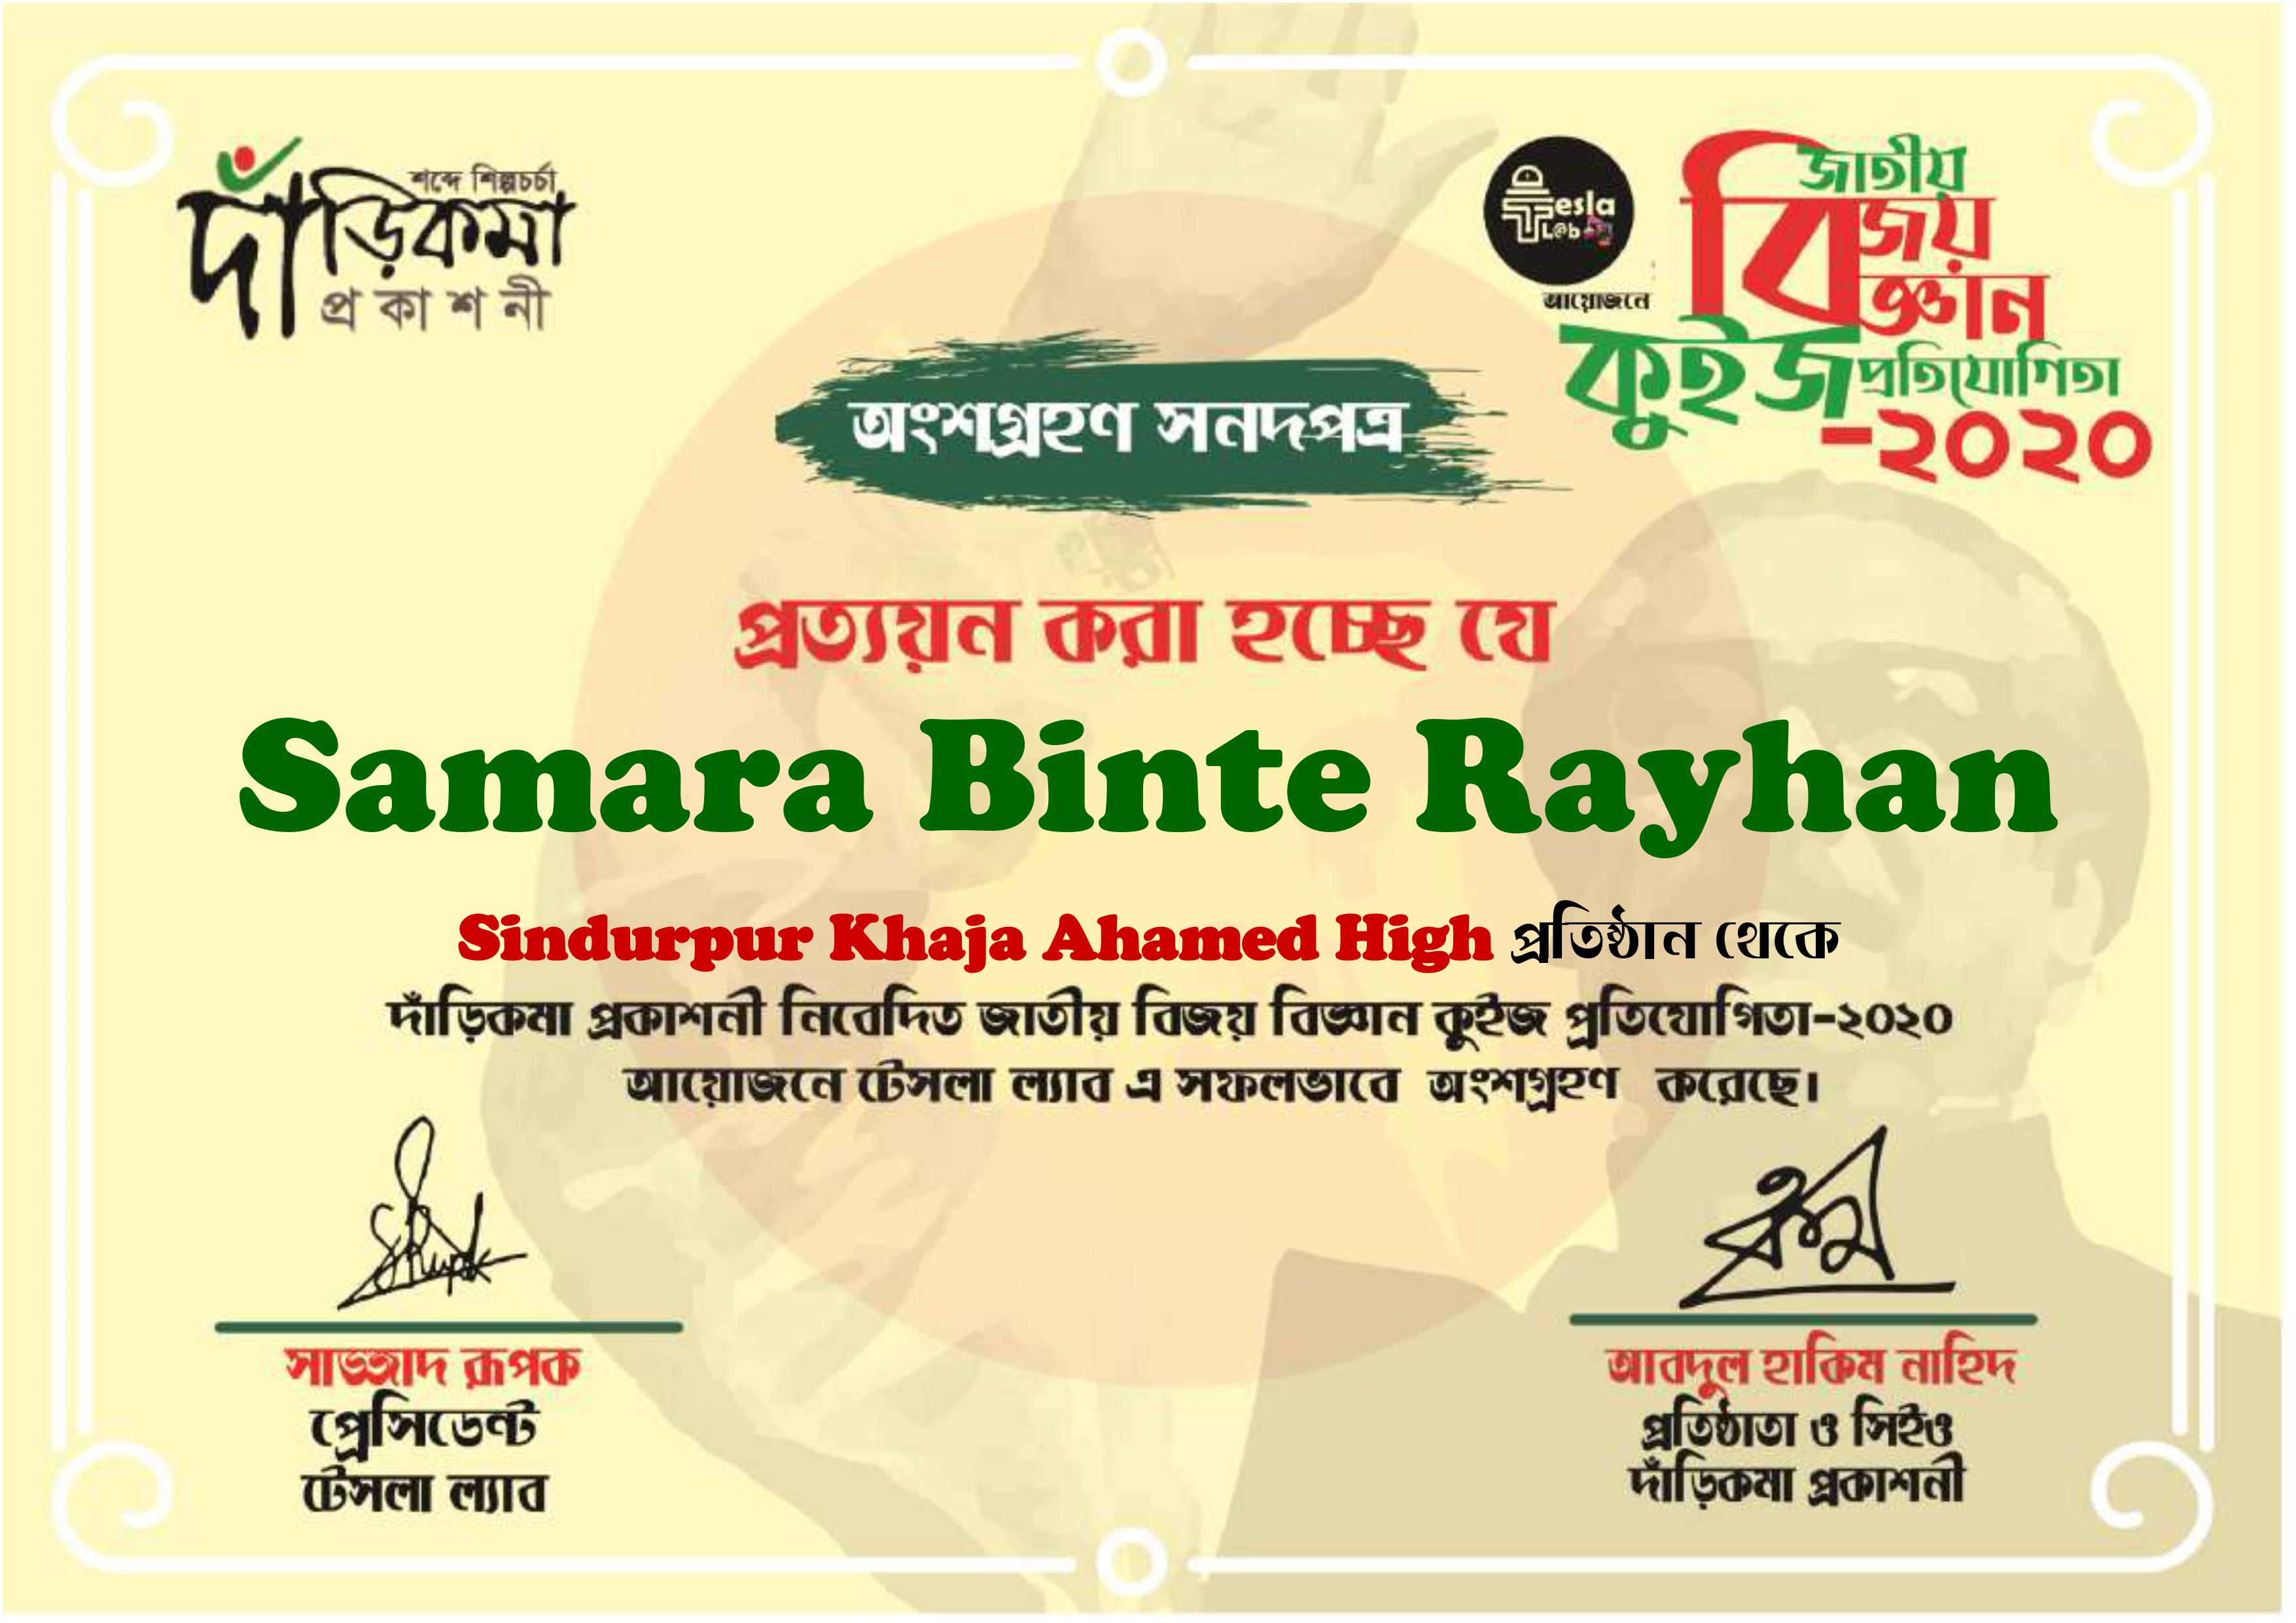 শব্দে শিল্পচর্চা
দাঁড়িকমা
প্রকাশনী
Tesla
L@b
আয়োজনে
জাতীয়
বিজয়
বিজ্ঞান
কুইজ প্রতিযোগিতা
-২০২০
অংশগ্রহণ সনদপত্র
প্রত্যয়ন করা হচ্ছে যে
Samara Binte Rayhan
Sindurpur Khaja Ahamed High প্রতিষ্ঠান থেকে
দাঁড়িকমা প্রকাশনী নিবেদিত জাতীয় বিজয় বিজ্ঞান কুইজ প্রতিযোগিতা-২০২০
আয়োজনে টেসলা ল্যাব এ সফলভাবে অংশগ্রহণ করেছে।
সাজ্জাদ রূপক
প্রেসিডেন্ট
টেসলা ল্যাব
আবদুল হাকিম নাহিদ
প্রতিষ্ঠাতা ও সিইও
দাঁড়িকমা প্রকাশনী